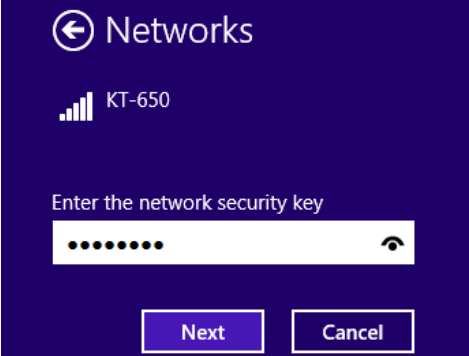 Networks
KT-650
Enter the network security key
••••••••
Next Cancel